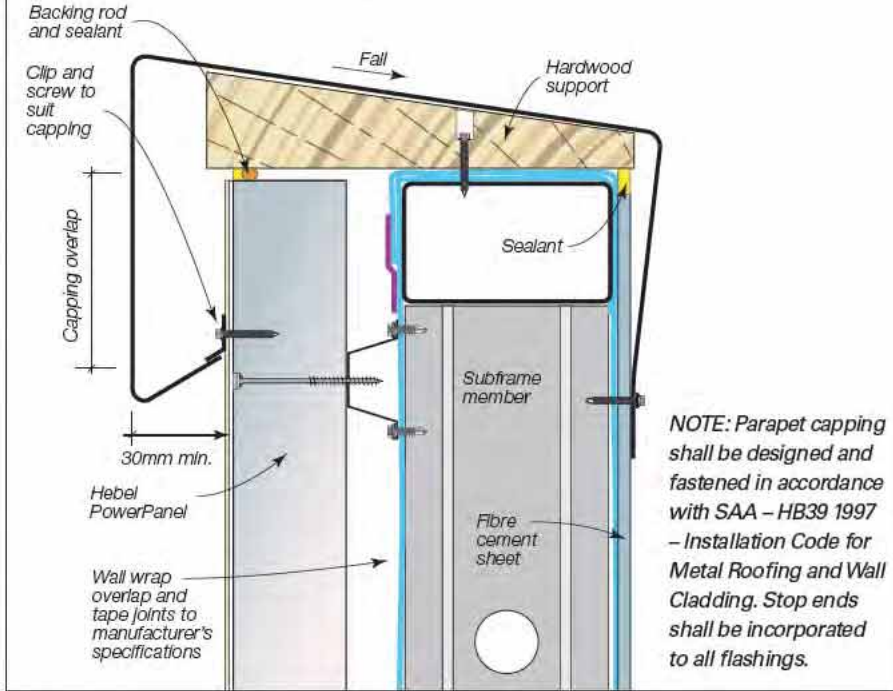 Backing rod
and sealant
Fall
Clip and
screw to
suit
capping
Hardwood
support
Capping overlap
Sealant
Subframe
member
30mm min.
Hebel
PowerPanel
Fibre
cement
sheet
Wall wrap
overlap and
tape joints to
manufacturer's
specifications
NOTE: Parapet capping
shall be designed and
fastened in accordance
with SAA – HB39 1997
– Installation Code for
Metal Roofing and Wall
Cladding. Stop ends
shall be incorporated
to all flashings.